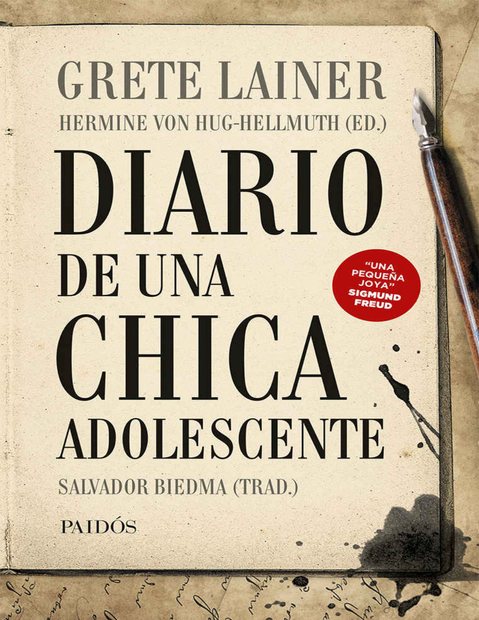 GRETE LAINER
HERMINE VON HUG-HELLMUTH (ED.)
DIARIO
DE UNA
CHICA
ADOLESCENTE
"UNA
PEQUEÑA
JOYA"
SIGMUND
FREUD
SALVADOR BIEDMA (TRAD.)
PAIDÓS